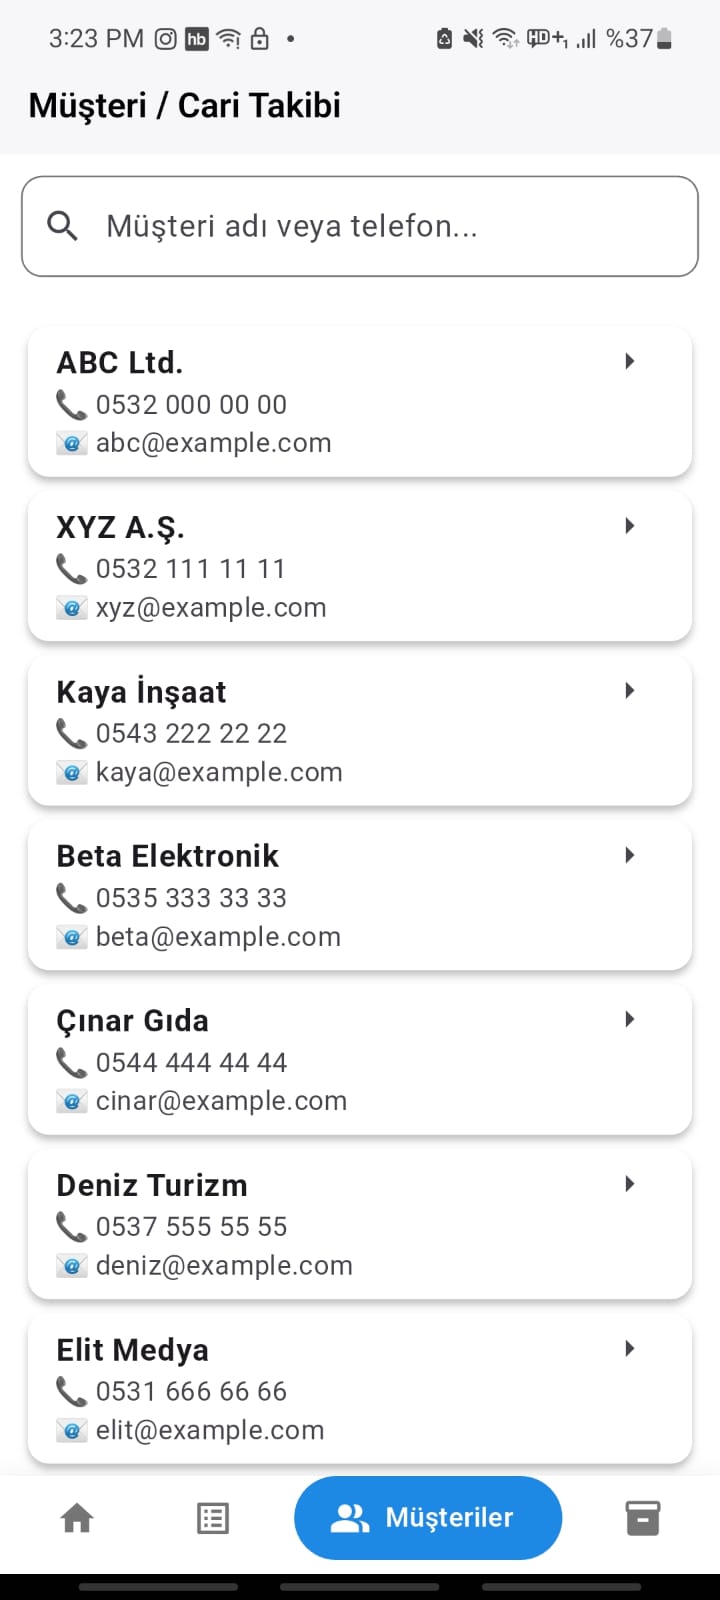 3:23 PM hb HD+1 %37
Müşteri / Cari Takibi
Müşteri adı veya telefon...
ABC Ltd.
0532 000 00 00
abc@example.com
XYZ A.Ş.
0532 111 11 11
xyz@example.com
Kaya İnşaat
0543 222 22 22
kaya@example.com
Beta Elektronik
0535 333 33 33
beta@example.com
Çınar Gıda
0544 444 44 44
cinar@example.com
Deniz Turizm
0537 555 55 55
deniz@example.com
Elit Medya
0531 666 66 66
elit@example.com
Müşteriler